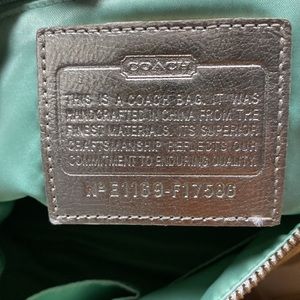 COACH
THIS IS A COACH BAG. IT WAS
HANDCRAFTED IN CHINA FROM THE
FINEST MATERIALS. ITS SUPERIOR
CRAFTSMANSHIP REFLECTS OUR
COMMITMENT TO ENDURING QUALITY.
Nº E1169-F17586